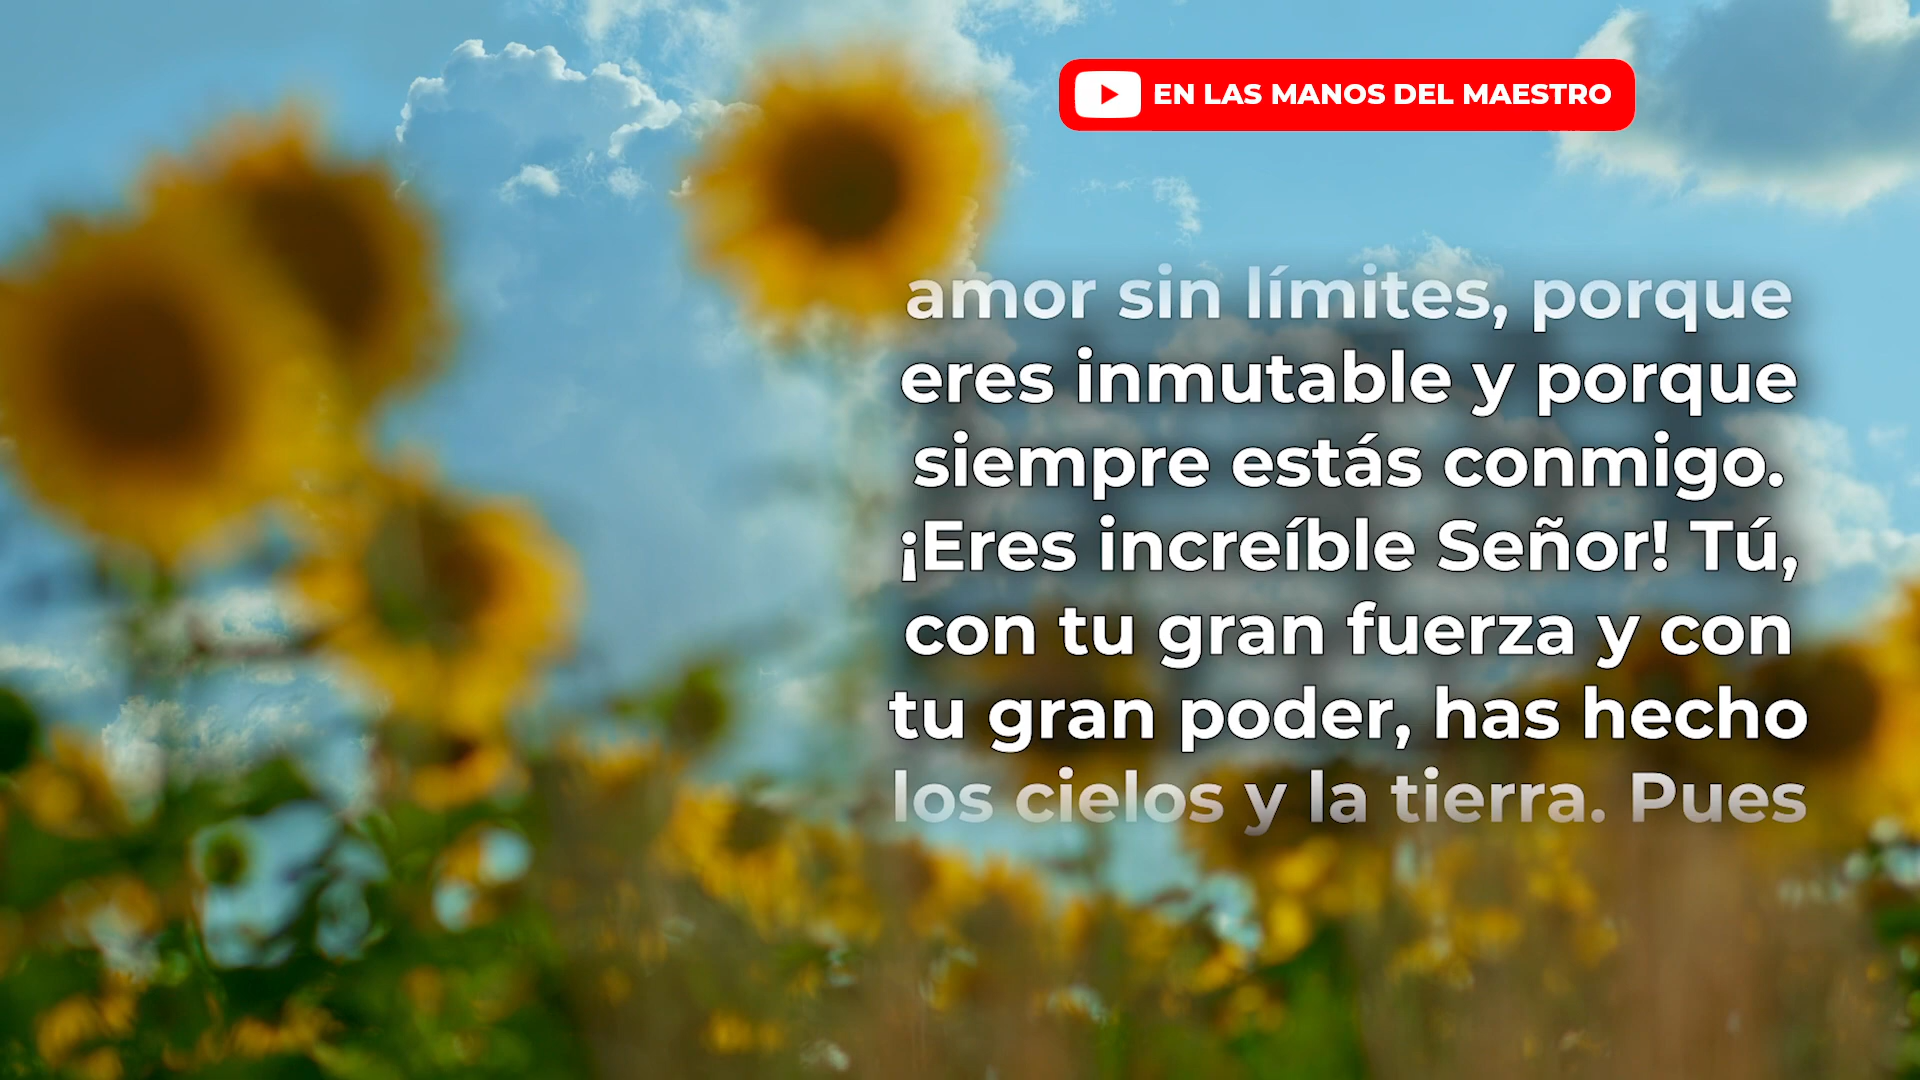 EN LAS MANOS DEL MAESTRO
amor sin límites, porque
eres inmutable y porque
siempre estás conmigo.
¡Eres increíble Señor! Tú,
con tu gran fuerza y con
tu gran poder, has hecho
los cielos y la tierra. Pues